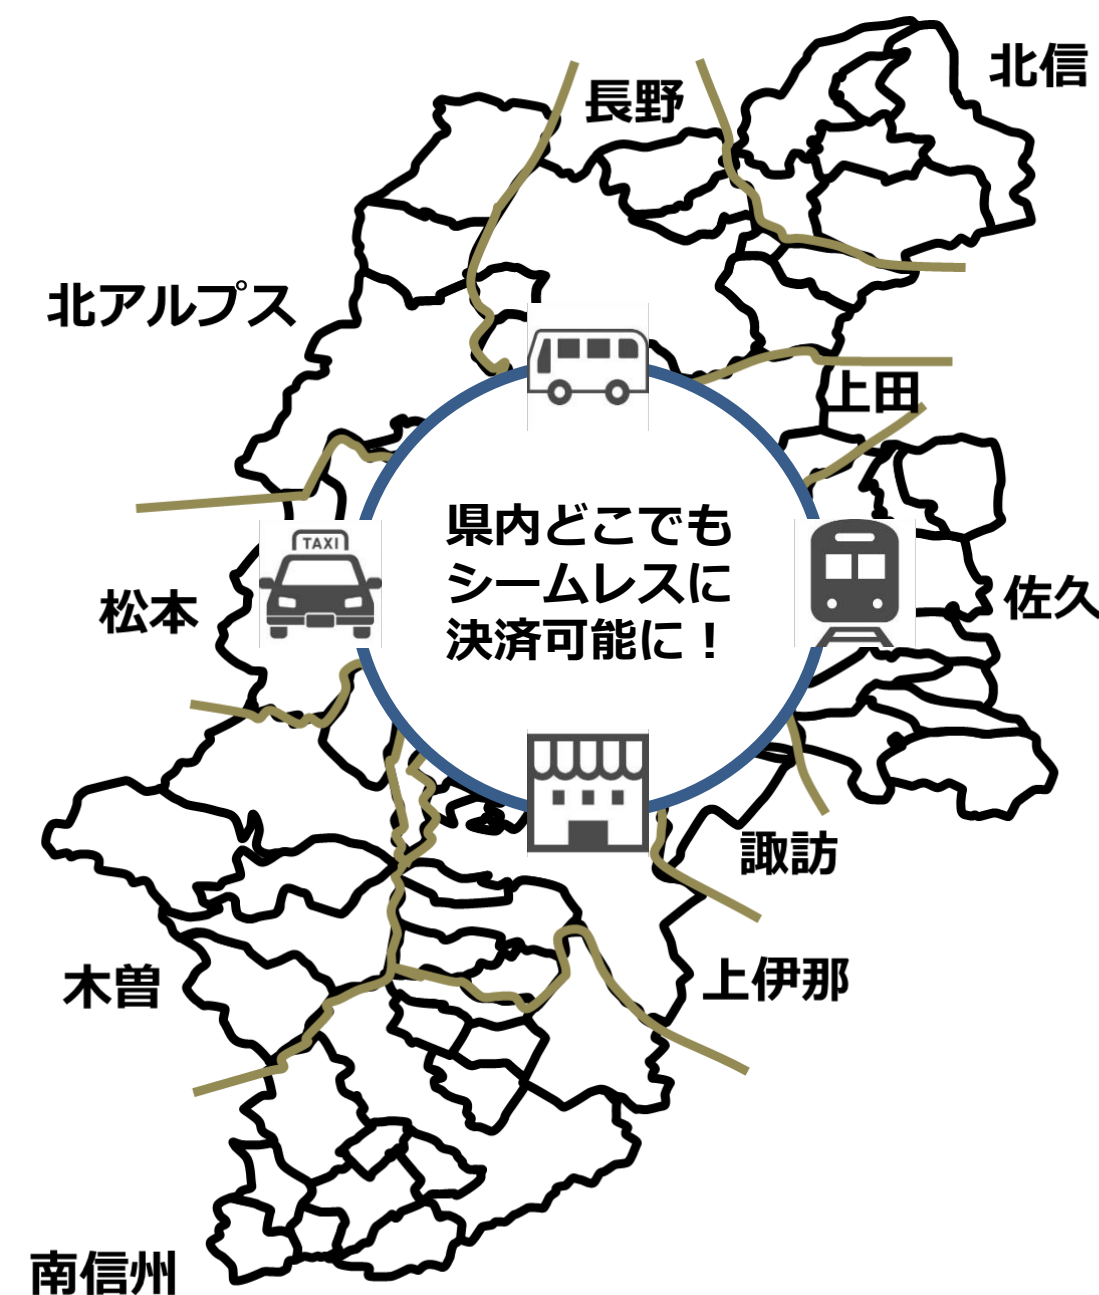 北信
長野
北アルプス
上田
県内どこでも
シームレスに
決済可能に！
TAXI
松本
佐久
諏訪
木曽
上伊那
南信州